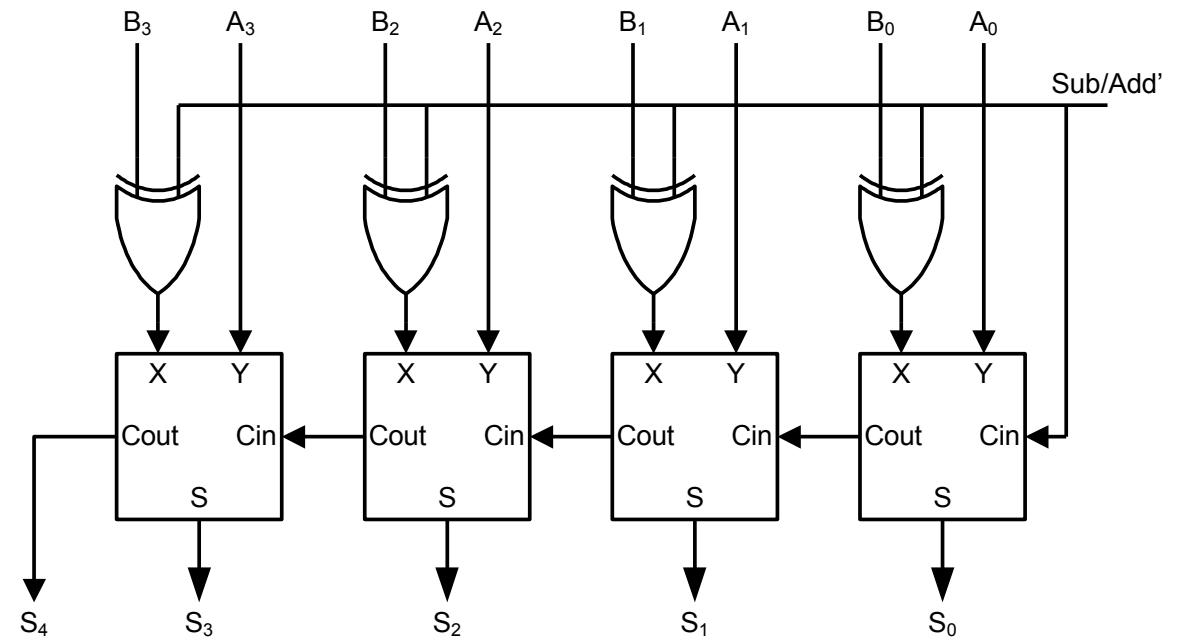 B₃ A₃ B₂ A₂ B₁ A₁ B₀ A₀
Sub/Add’
X Y X Y X Y X Y
Cout Cin Cout Cin Cout Cin Cout Cin
S S S S
S₄ S₃ S₂ S₁ S₀